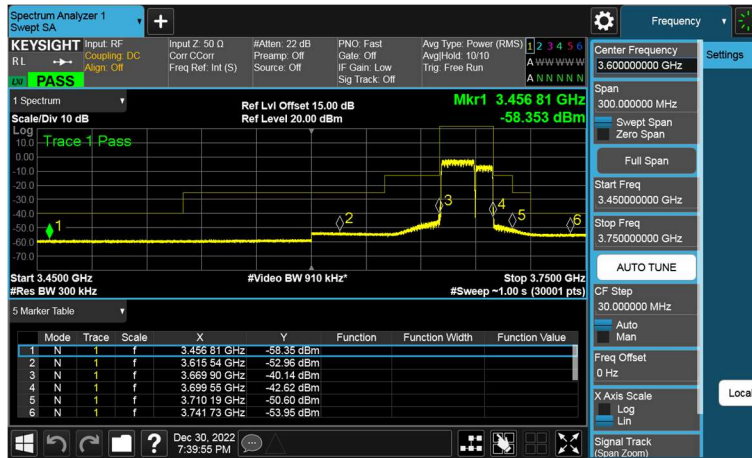 Spectrum Analyzer 1
Swept SA
+
Frequency
KEYSIGHT
RL
LXI PASS
Input: RF
Coupling: DC
Align: Off
Input Z: 50 Ω
Corr CCorr
Freq Ref: Int (S)
#Atten: 22 dB
Preamp: Off
Source: Off
PNO: Fast
Gate: Off
IF Gain: Low
Sig Track: Off
Avg Type: Power (RMS)
Avg|Hold: 10/10
Trig: Free Run
1 2 3 4 5 6
A W W W W W
A N N N N N
1 Spectrum
Scale/Div 10 dB
Ref Lvl Offset 15.00 dB
Ref Level 20.00 dBm
Mkr1 3.456 81 GHz
-58.353 dBm
Log
Trace 1 Pass
10.0
0.00
-10.0
-20.0
-30.0
-40.0
-50.0
-60.0
-70.0
1
2
3
4
5
6
Start 3.4500 GHz
#Video BW 910 kHz*
Stop 3.7500 GHz
#Res BW 300 kHz
#Sweep ~1.00 s (30001 pts)
5 Marker Table
Mode Trace Scale X Y Function Function Width Function Value
1 N 1 f 3.456 81 GHz -58.35 dBm
2 N 1 f 3.615 54 GHz -52.96 dBm
3 N 1 f 3.669 90 GHz -40.14 dBm
4 N 1 f 3.699 55 GHz -42.62 dBm
5 N 1 f 3.710 19 GHz -50.60 dBm
6 N 1 f 3.741 73 GHz -53.95 dBm
?
Dec 30, 2022
7:39:55 PM
Center Frequency
3.600000000 GHz
Settings
Span
300.000000 MHz
Swept Span
Zero Span
Full Span
Start Freq
3.450000000 GHz
Stop Freq
3.750000000 GHz
AUTO TUNE
CF Step
30.000000 MHz
Auto
Man
Freq Offset
0 Hz
X Axis Scale
Log
Lin
Local
Signal Track
(Span Zoom)